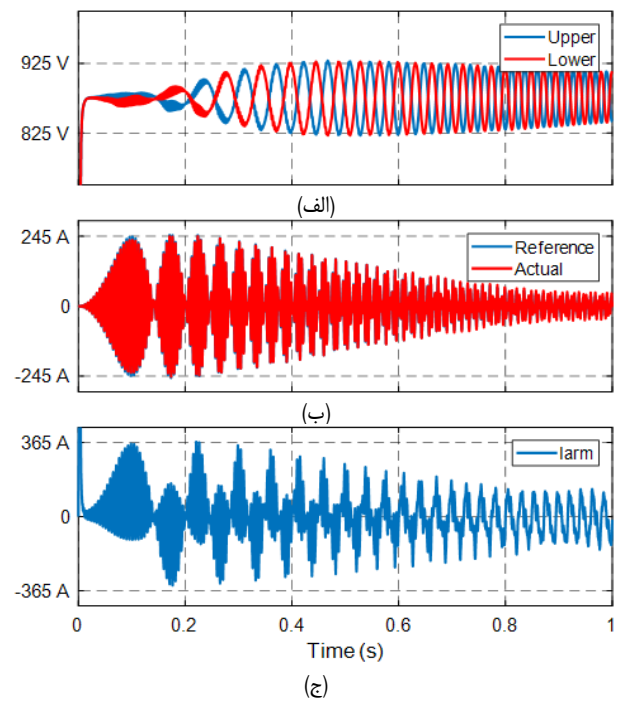 925 V
825 V
Upper
Lower
(الف)
245 A
0
-245 A
Reference
Actual
(ب)
365 A
0
-365 A
Iarm
0 0.2 0.4 0.6 0.8 1
Time (s)
(ج)